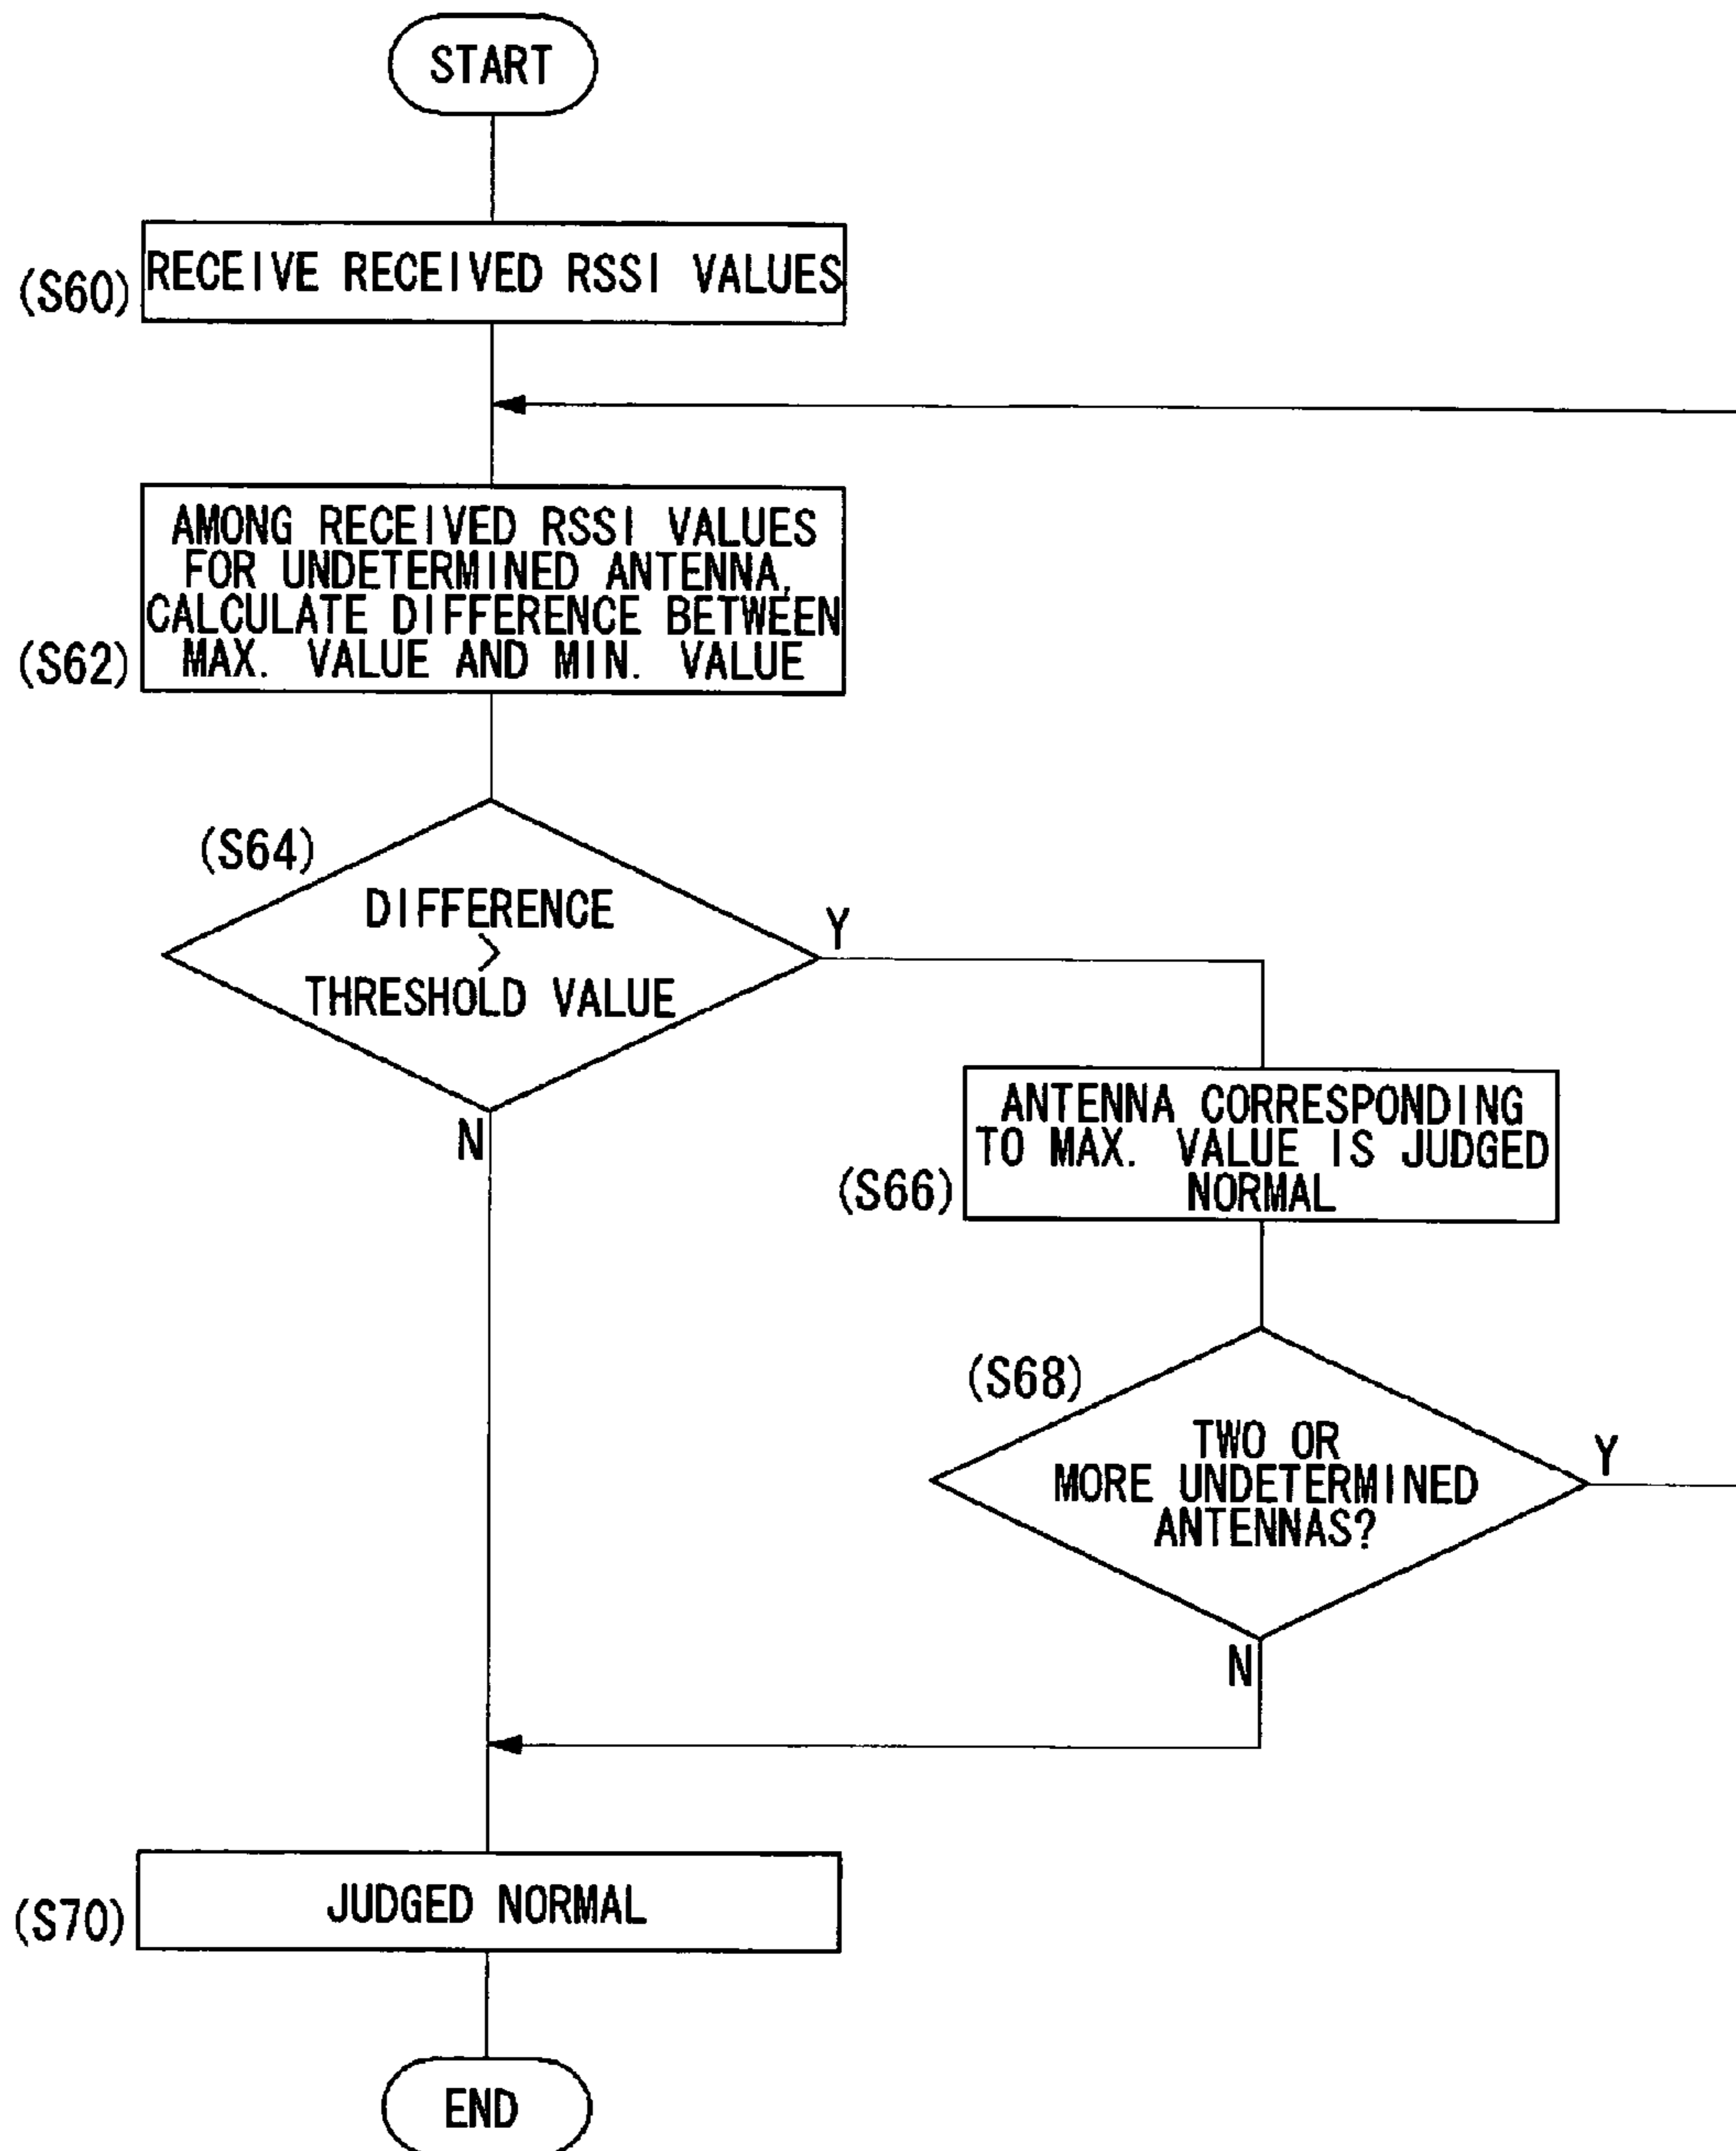 START
(S60)
RECEIVE RECEIVED RSSI VALUES
AMONG RECEIVED RSSI VALUES
FOR UNDETERMINED ANTENNA,
CALCULATE DIFFERENCE BETWEEN
MAX. VALUE AND MIN. VALUE
(S62)
(S64)
DIFFERENCE
>
THRESHOLD VALUE
Y
N
ANTENNA CORRESPONDING
TO MAX. VALUE IS JUDGED
NORMAL
(S66)
(S68)
TWO OR
MORE UNDETERMINED
ANTENNAS?
Y
N
(S70)
JUDGED NORMAL
END